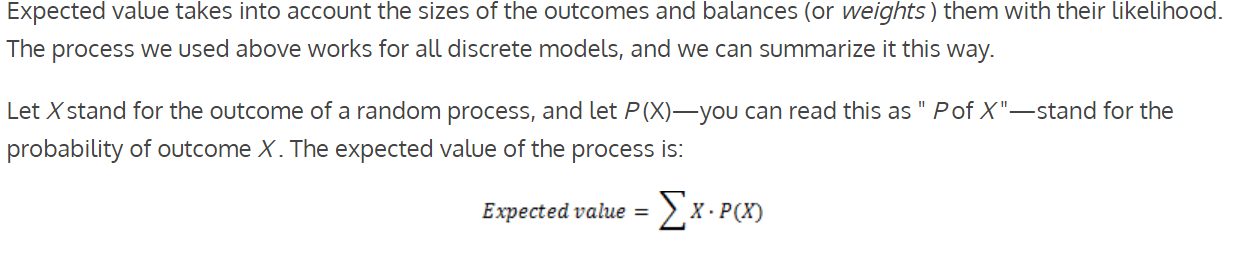 Expected value takes into account the sizes of the outcomes and balances (or weights) them with their likelihood.
The process we used above works for all discrete models, and we can summarize it this way.
Let X stand for the outcome of a random process, and let P(X)—you can read this as " P of X"—stand for the
probability of outcome X. The expected value of the process is:
Expected value = ∑ X · P(X)